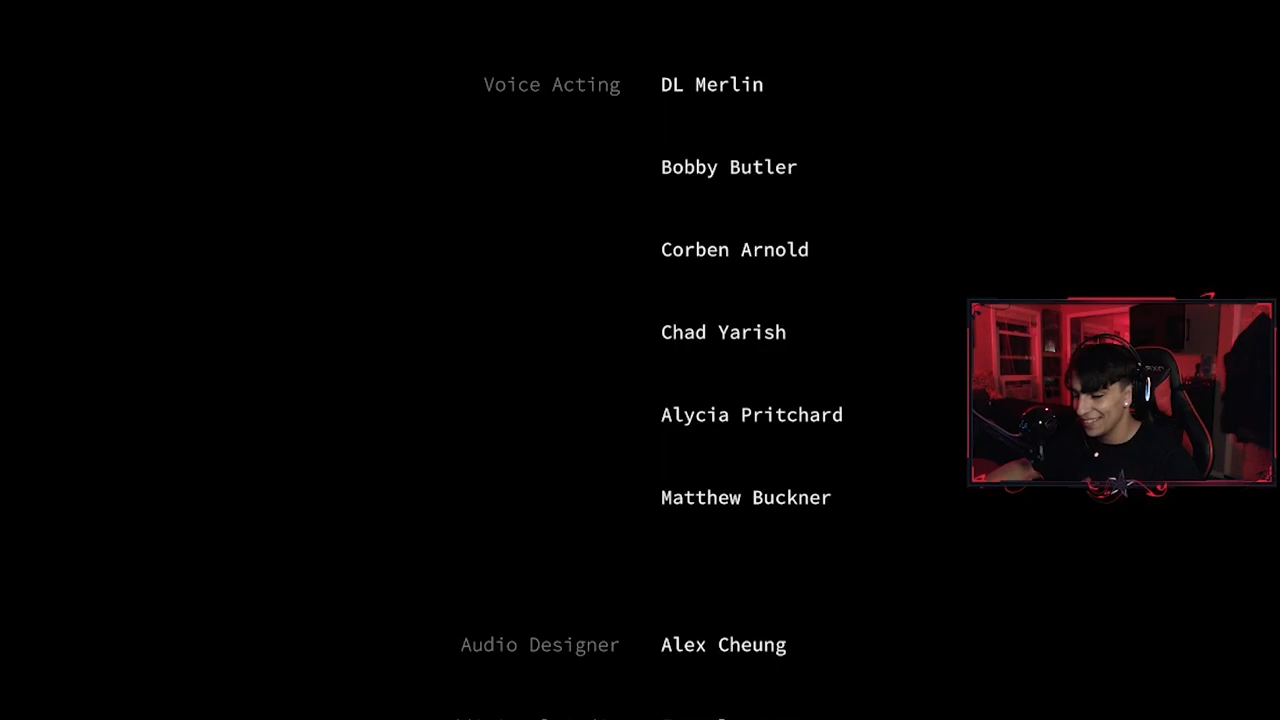 Voice Acting DL Merlin
Bobby Butler
Corben Arnold
Chad Yarish
Alycia Pritchard
Matthew Buckner
Audio Designer Alex Cheung